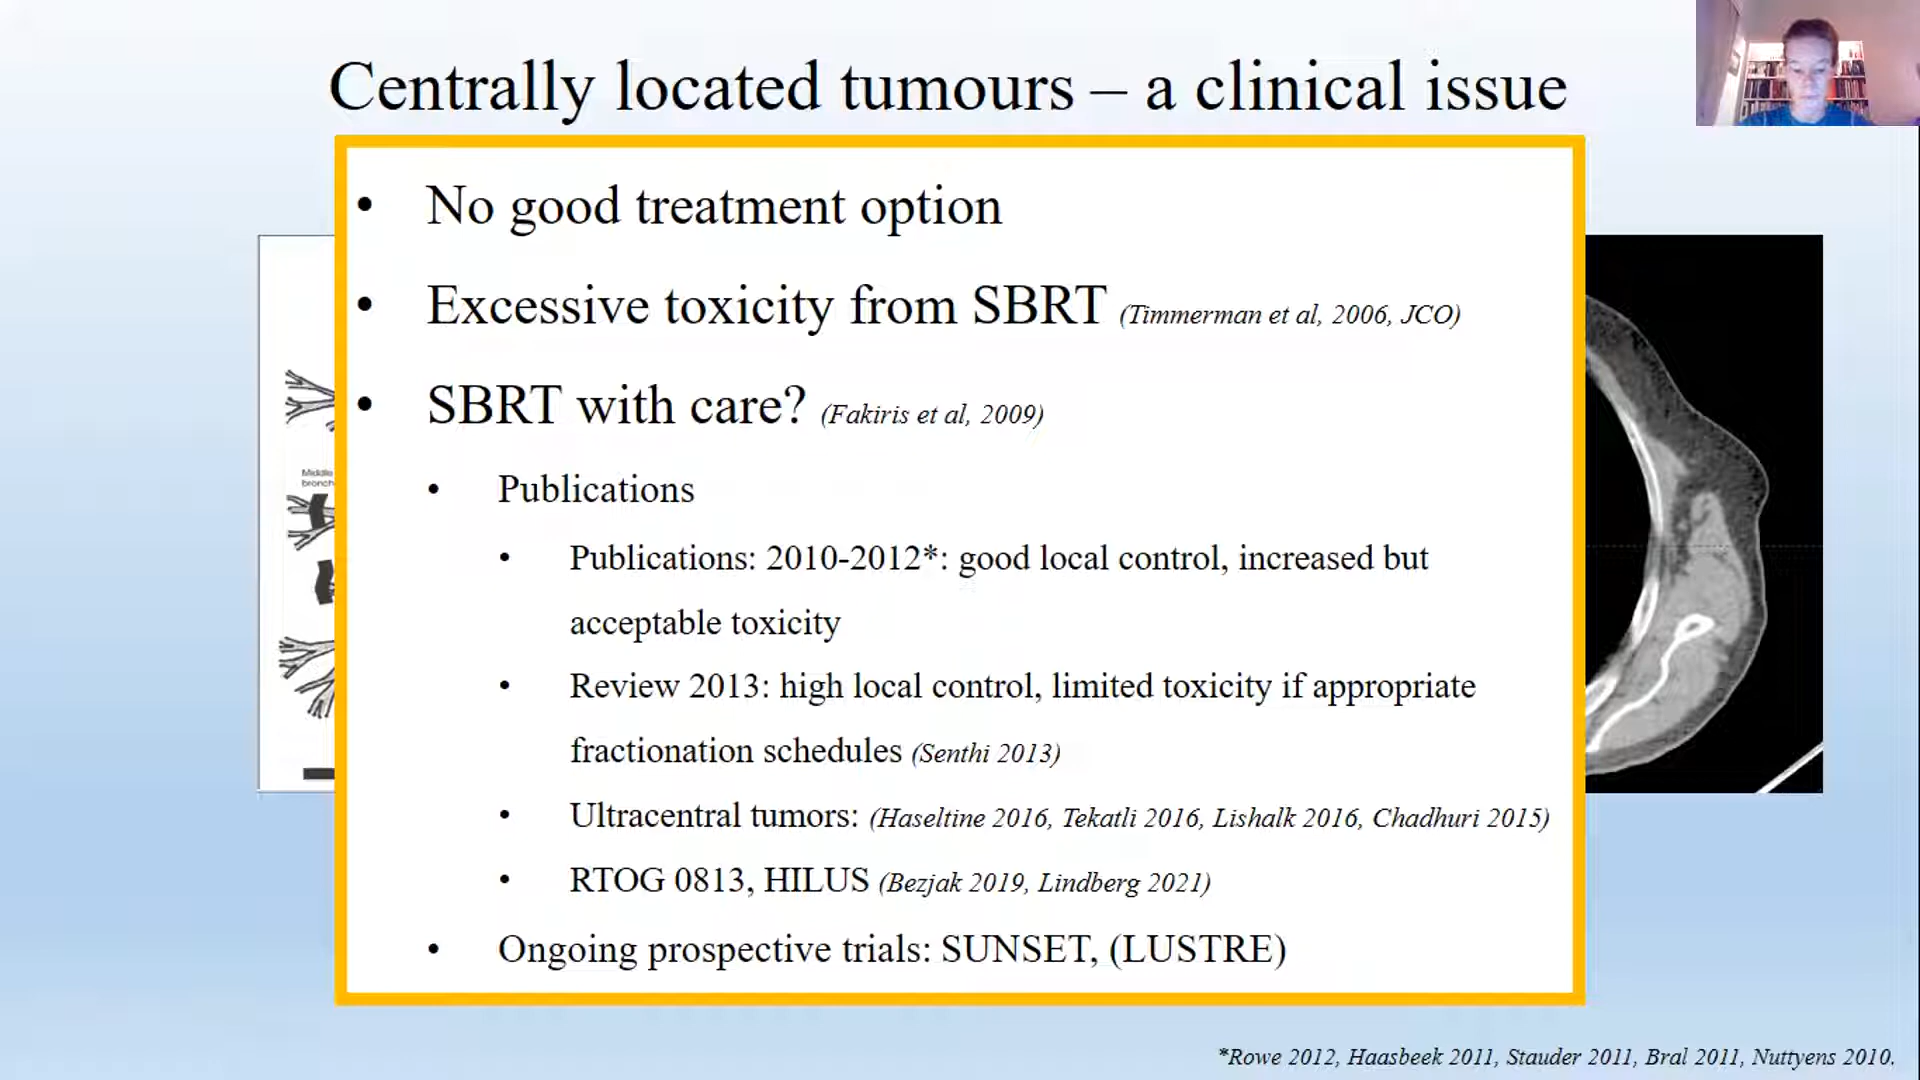 Centrally located tumours – a clinical issue
• No good treatment option
• Excessive toxicity from SBRT (Timmerman et al, 2006, JCO)
• SBRT with care? (Fakiris et al, 2009)
• Publications
• Publications: 2010-2012*: good local control, increased but
acceptable toxicity
• Review 2013: high local control, limited toxicity if appropriate
fractionation schedules (Senthi 2013)
• Ultracentral tumors: (Haseltine 2016, Tekatli 2016, Lishalk 2016, Chadhuri 2015)
• RTOG 0813, HILUS (Bezjak 2019, Lindberg 2021)
• Ongoing prospective trials: SUNSET, (LUSTRE)
Middle
bronch
*Rowe 2012, Haasbeek 2011, Stauder 2011, Bral 2011, Nuttyens 2010.